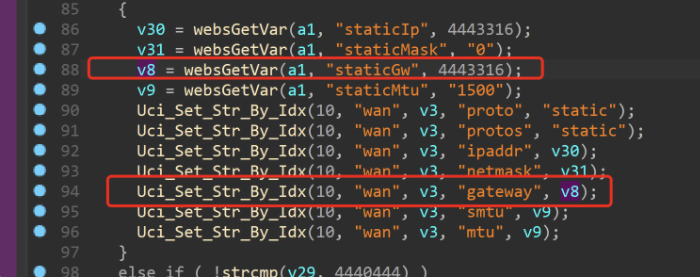 85 {
86 v30 = websGetVar(a1, "staticIp", 4443316);
87 v31 = websGetVar(a1, "staticMask", "0");
88 v8 = websGetVar(a1, "staticGw", 4443316);
89 v9 = websGetVar(a1, "staticMtu", "1500");
90 Uci_Set_Str_By_Idx(10, "wan", v3, "proto", "static");
91 Uci_Set_Str_By_Idx(10, "wan", v3, "protos", "static");
92 Uci_Set_Str_By_Idx(10, "wan", v3, "ipaddr", v30);
93 Uci_Set_Str_By_Idx(10, "wan", v3, "netmask", v31);
94 Uci_Set_Str_By_Idx(10, "wan", v3, "gateway", v8);
95 Uci_Set_Str_By_Idx(10, "wan", v3, "smtu", v9);
96 Uci_Set_Str_By_Idx(10, "wan", v3, "mtu", v9);
97 }
98 else if ( !strcmp(v29, 4440444) )